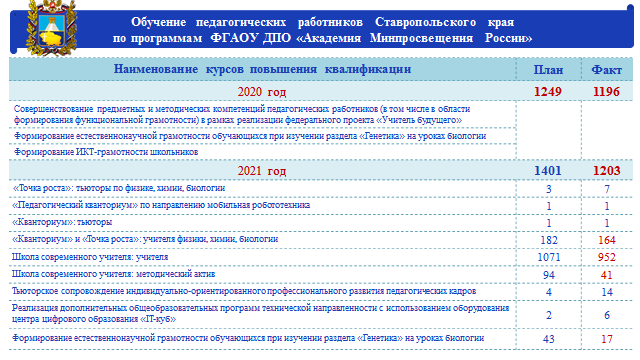 Обучение педагогических работников Ставропольского края
по программам ФГАОУ ДПО «Академия Минпросвещения России»
Наименование курсов повышения квалификации План Факт
2020 год 1249 1196
Совершенствование предметных и методических компетенций педагогических работников (в том числе в области
формирования функциональной грамотности) в рамках реализации федерального проекта «Учитель будущего»
Формирование естественнонаучной грамотности обучающихся при изучении раздела «Генетика» на уроках биологии
Формирование ИКТ-грамотности школьников
2021 год 1401 1203
«Точка роста»: тьюторы по физике, химии, биологии 3 7
«Педагогический кванториум» по направлению мобильная робототехника 1 1
«Кванториум»: тьюторы 1 1
«Кванториум» и «Точка роста»: учителя физики, химии, биологии 182 164
Школа современного учителя: учителя 1071 952
Школа современного учителя: методический актив 94 41
Тьюторское сопровождение индивидуально-ориентированного профессионального развития педагогических кадров 4 14
Реализация дополнительных общеобразовательных программ технической направленности с использованием оборудования
центра цифрового образования «IT-куб» 2 6
Формирование естественнонаучной грамотности обучающихся при изучении раздела «Генетика» на уроках биологии 43 17